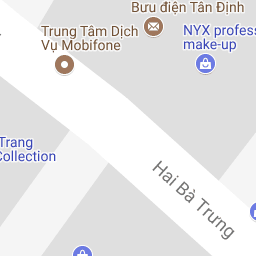 Bưu điện Tân Định
Trung Tâm Dịch
Vụ Mobifone
NYX profess
make-up
Trang
Collection
Hai Bà Trưng